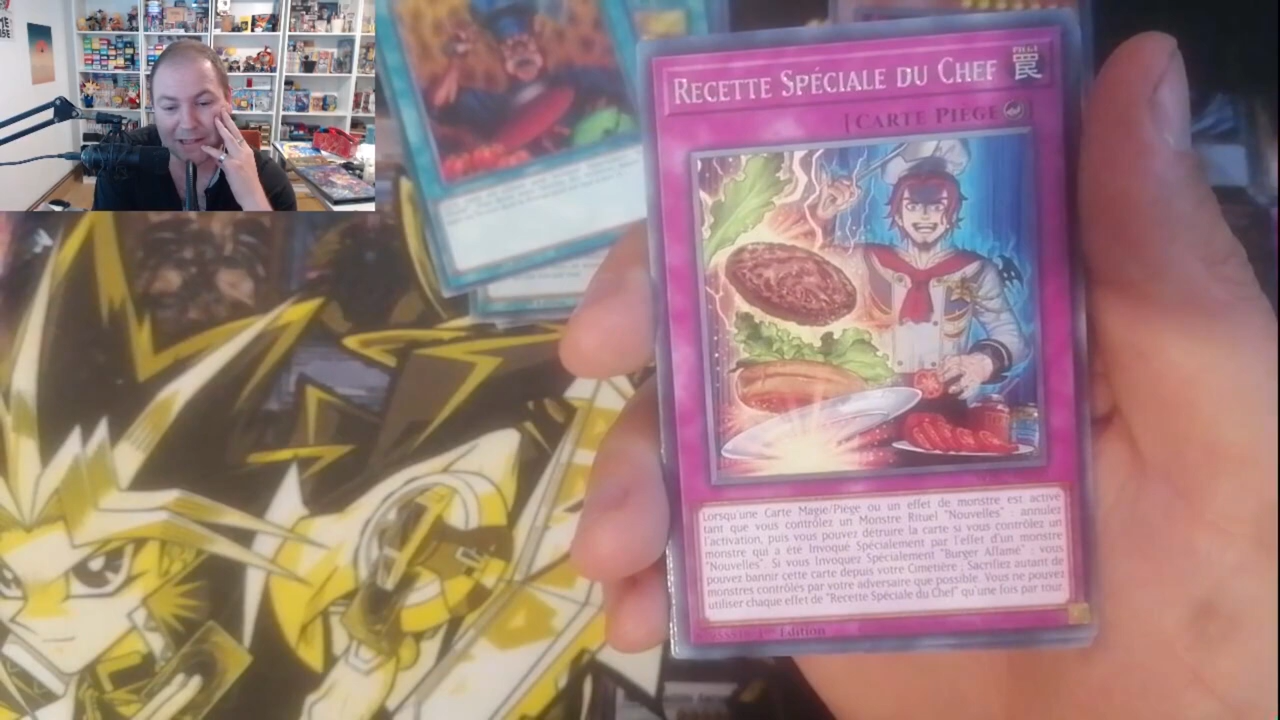 RECETTE SPÉCIALE DU CHEF
PIÈGE
罠
[CARTE PIÈGE
Lorsqu'une Carte Magie/Piège ou un effet de monstre est activé
tant que vous contrôlez un Monstre Rituel "Nouvelles" : annulez
l'activation, puis vous pouvez détruire la carte si vous contrôlez un
monstre qui a été Invoqué Spécialement par l'effet d'un monstre
"Nouvelles". Si vous Invoquez Spécialement "Burger Affamé" : vous
pouvez bannir cette carte depuis votre Cimetière ; Sacrifiez autant de
monstres contrôlés par votre adversaire que possible. Vous ne pouvez
utiliser chaque effet de "Recette Spéciale du Chef" qu'une fois par tour.
Edition